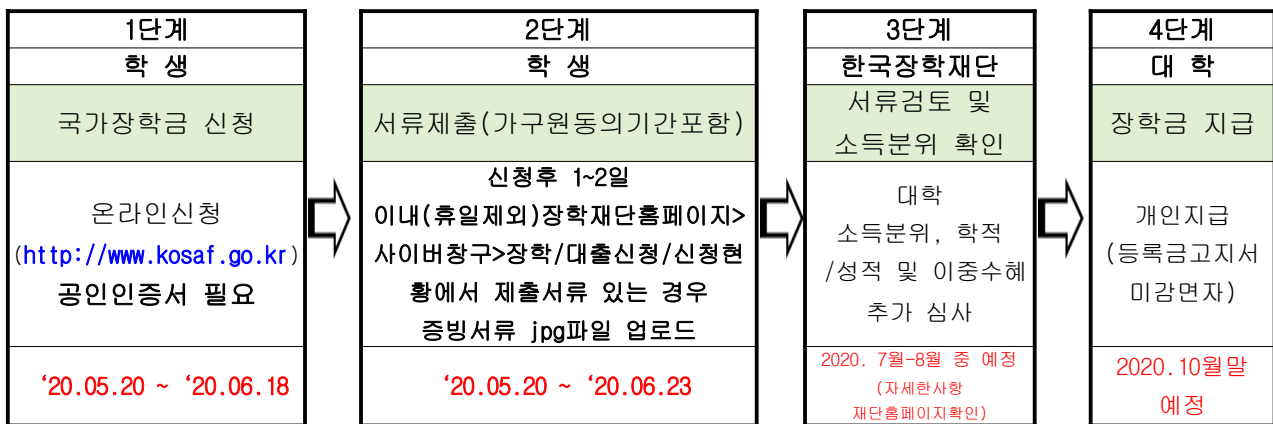 1단계
학 생
국가장학금 신청
온라인신청
(http://www.kosaf.go.kr)
공인인증서 필요
‘20.05.20 ~ ‘20.06.18
2단계
학 생
서류제출(가구원동의기간포함)
신청후 1~2일
이내(휴일제외)장학재단홈페이지>
사이버창구>장학/대출신청/신청현
황에서 제출서류 있는 경우
증빙서류 jpg파일 업로드
‘20.05.20 ~ ‘20.06.23
3단계
한국장학재단
서류검토 및
소득분위 확인
대학
소득분위, 학적
/성적 및 이중수혜
추가 심사
2020. 7월-8월 중 예정
(자세한사항
재단홈페이지확인)
4단계
대 학
장학금 지급
개인지급
(등록금고지서
미감면자)
2020.10월말
예정